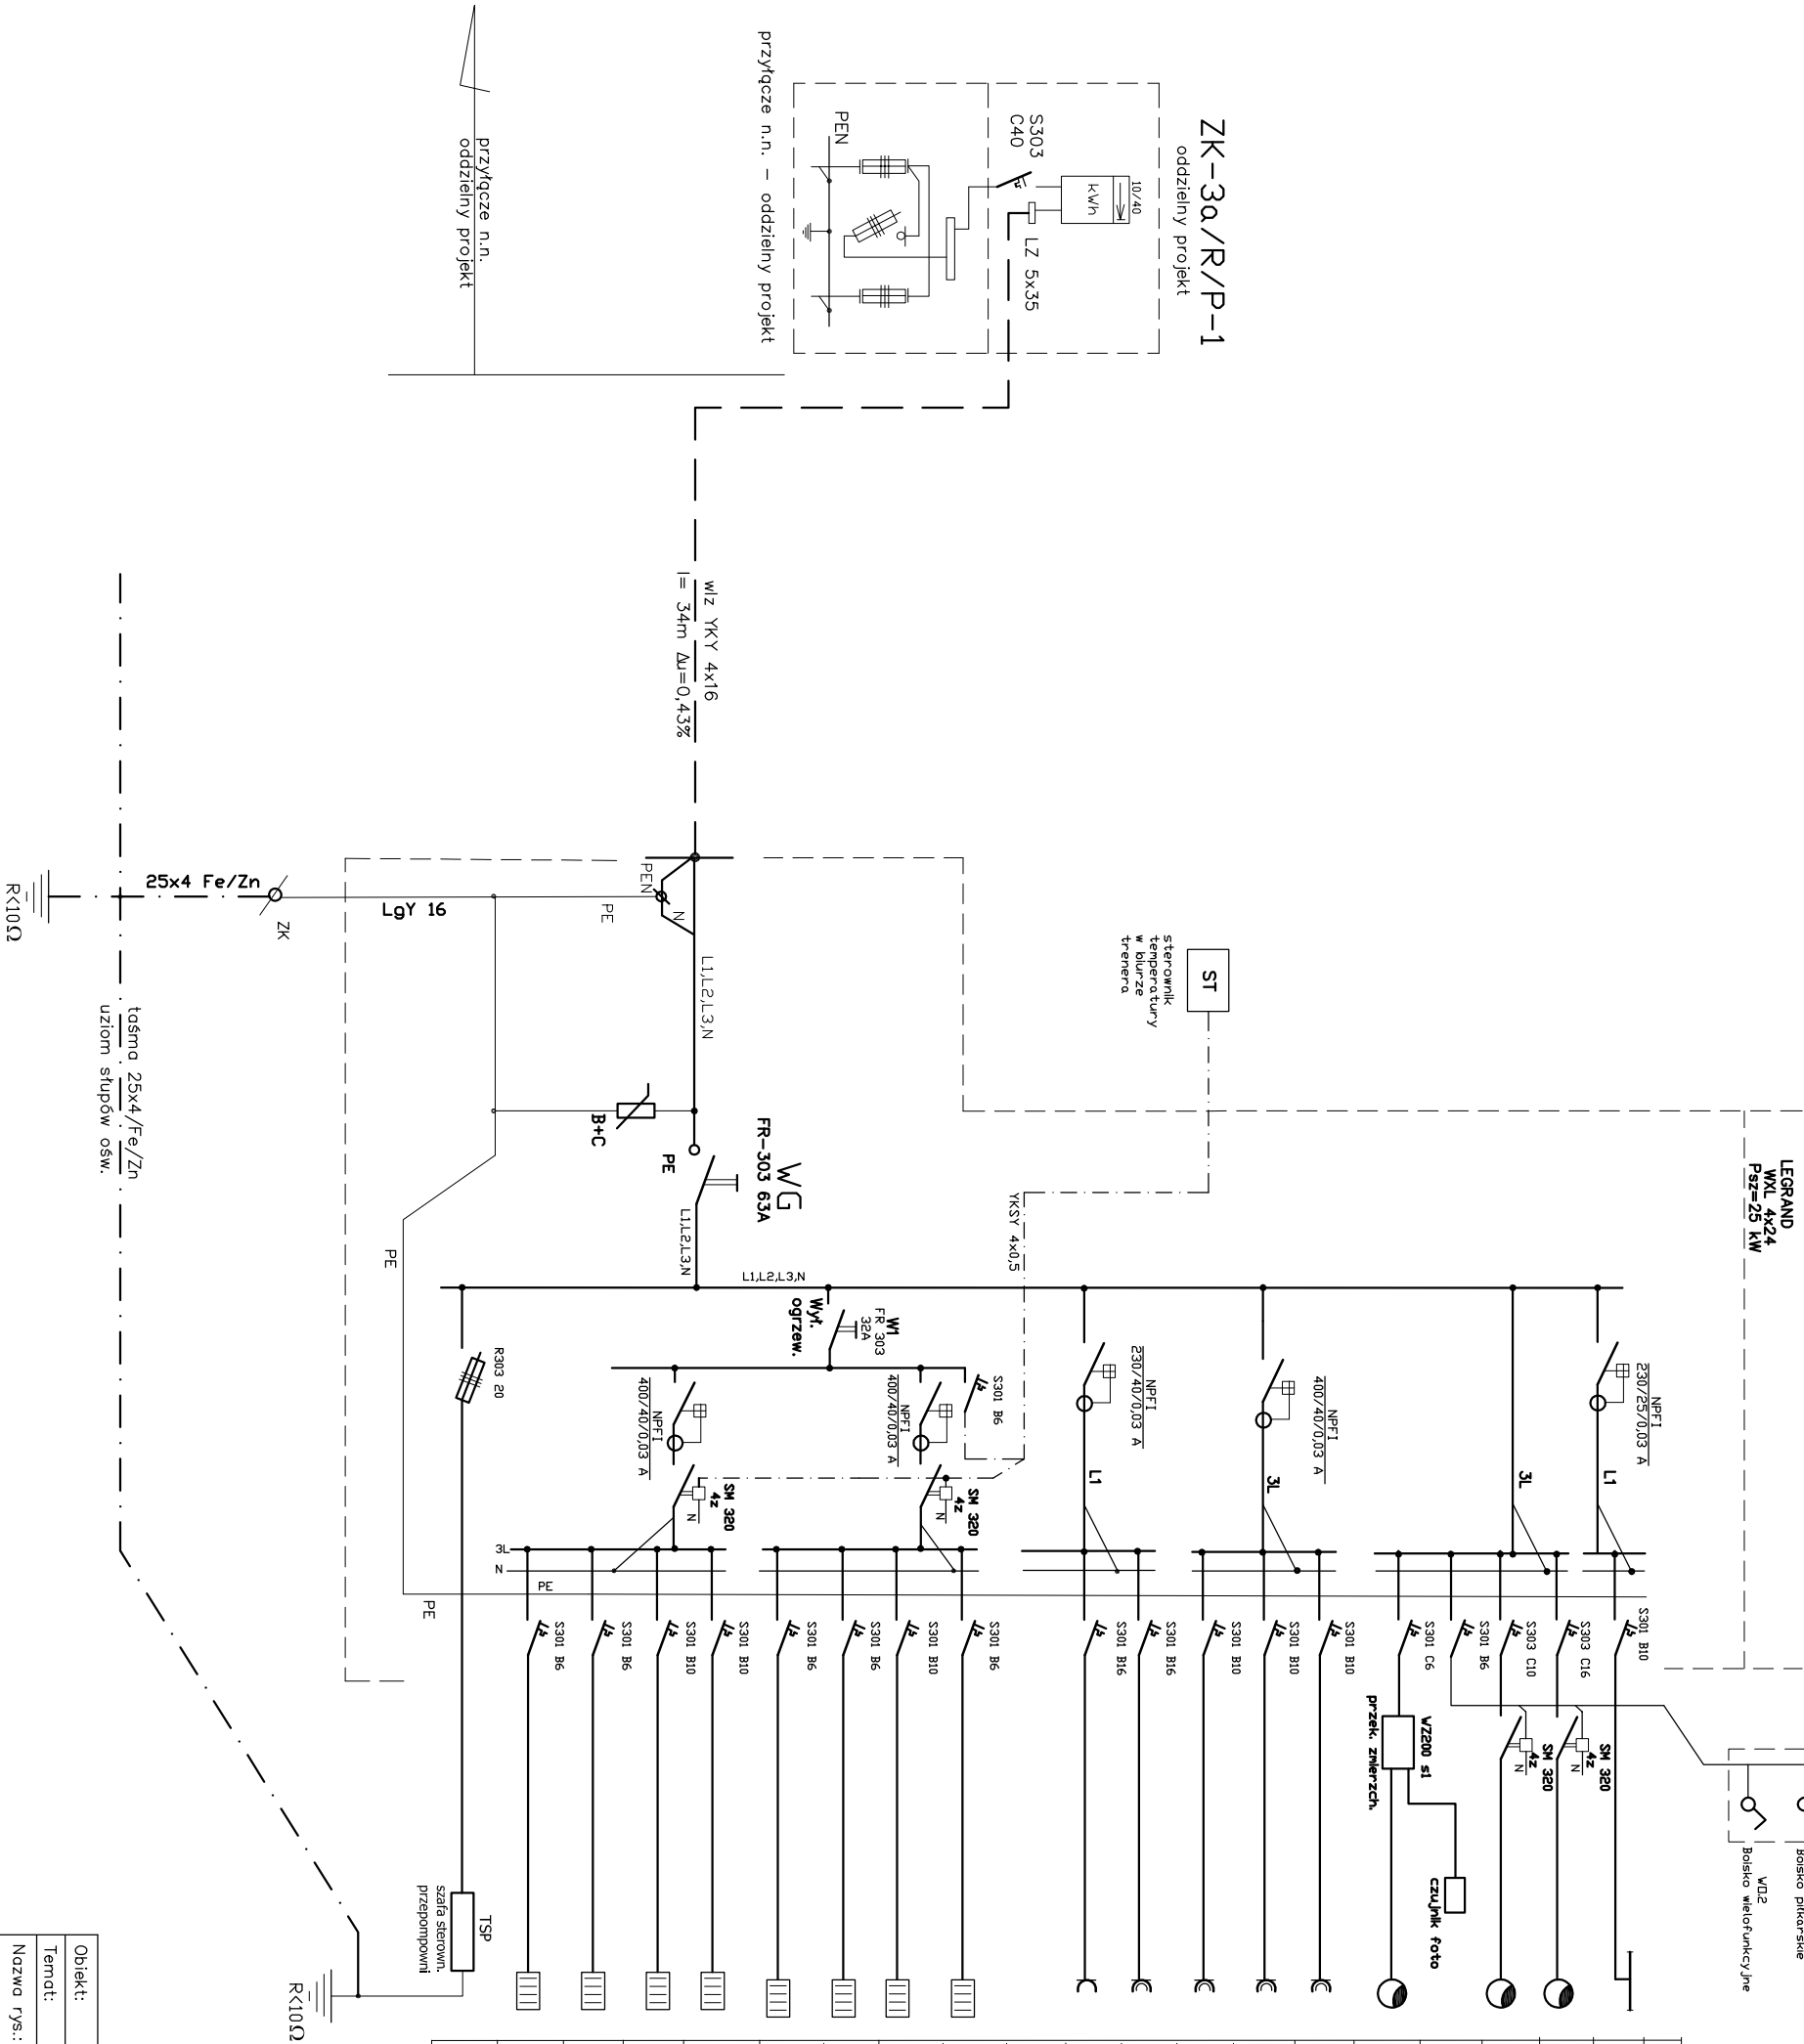 ZK-3a/R/P-1
oddzielny projekt
10/40
kWh
S303
C40
LZ 5x35
PEN
przyłącze n.n. - oddzielny projekt
przyłącze n.n.
oddzielny projekt
wlz YKY 4x16
l= 34m Δu=0,43%
25x4 Fe/Zn
ZK
R<10Ω
LgY 16
PE
PEN
N
L1,L2,L3,N
taśma 25x4/Fe/Zn
uziom słupów ośw.
B+C
PE
WG
FR-303 63A
L1,L2,L3,N
L1,L2,L3,N
PE
ST
sterownik
temperatury
w biurze
trenera
YKSY 4x0,5
LEGRAND
WXL 4x24
Psz=25 kW
R303 20
W1
FR 303
32A
Wył.
ogrzew.
NPFI
400/40/0,03 A
NPFI
400/40/0,03 A
S301 B6
NPFI
230/40/0,03 A
NPFI
400/40/0,03 A
NPFI
230/25/0,03 A
SM 320
4z
N
SM 320
4z
N
L1
3L
3L
L1
3L
N
PE
PE
S301 B6
S301 B6
S301 B10
S301 B10
S301 B6
S301 B6
S301 B10
S301 B6
S301 B16
S301 B16
S301 B10
S301 B10
S301 B10
S301 C6
S301 B6
S303 C10
S303 C16
S301 B10
WZ200 s1
przek. zmierzch.
SM 320
4z
N
SM 320
4z
N
czujnik foto
Boisko piłkarskie
W0.2
Boisko wielofunkcyjne
TSP
szafa sterown.
przepompowni
R<10Ω
Obiekt:
Temat:
Nazwa rys.: